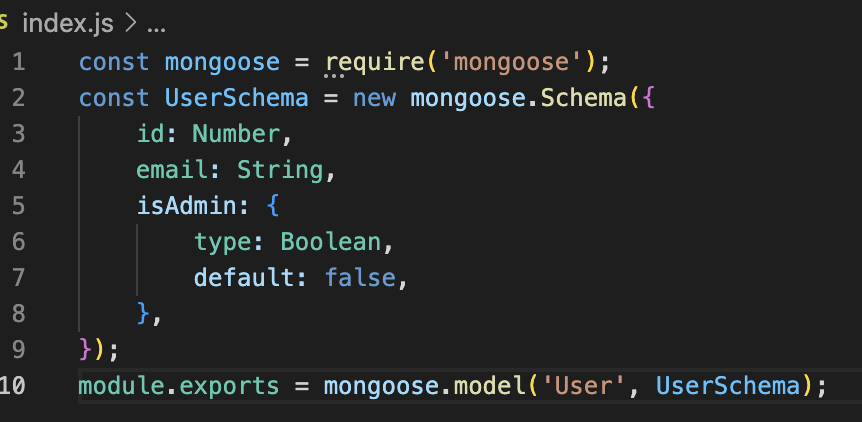 S index.js > ...
1 const mongoose = require('mongoose');
2 const UserSchema = new mongoose.Schema({
3     id: Number,
4     email: String,
5     isAdmin: {
6         type: Boolean,
7         default: false,
8     },
9 });
10 module.exports = mongoose.model('User', UserSchema);